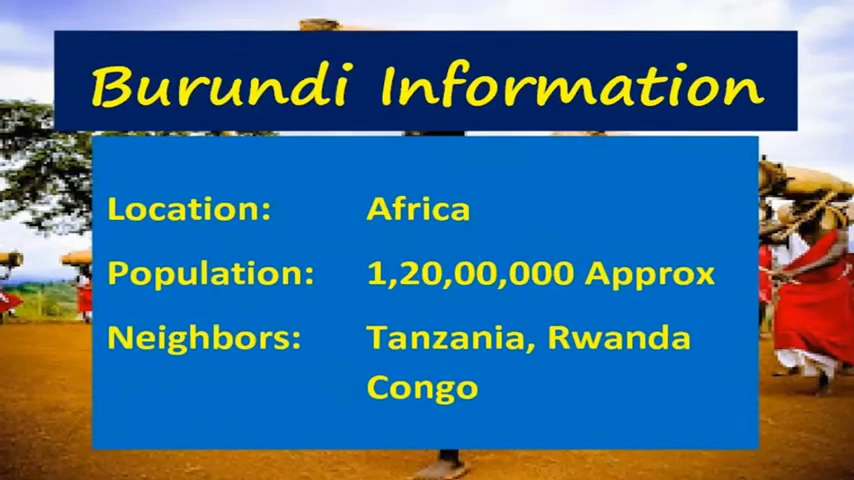 Burundi Information
Location: Africa
Population: 1,20,00,000 Approx
Neighbors: Tanzania, Rwanda
Congo